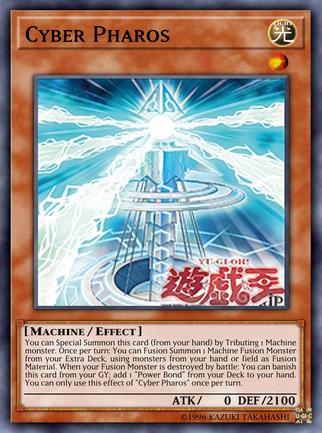 Cyber Pharos
LIGHT
光
YU-GI-OH!
遊戯王
.jp
[Machine / Effect]
You can Special Summon this card (from your hand) by Tributing 1 Machine
monster. Once per turn: You can Fusion Summon 1 Machine Fusion Monster
from your Extra Deck, using monsters from your hand or field as Fusion
Material. When your Fusion Monster is destroyed by battle: You can banish
this card from your GY; add 1 "Power Bond" from your Deck to your hand.
You can only use this effect of "Cyber Pharos" once per turn.
ATK/ 0 DEF/2100
©1996 KAZUKI TAKAHASHI